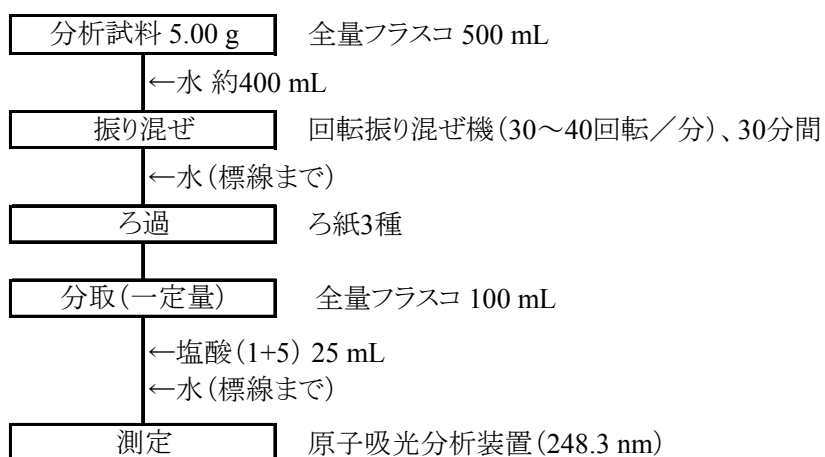 分析試料 5.00 g 全量フラスコ 500 mL
←水 約400 mL
振り混ぜ 回転振り混ぜ機(30～40回転／分)、30分間
←水(標線まで)
ろ過 ろ紙3種
分取(一定量) 全量フラスコ 100 mL
←塩酸(1+5) 25 mL
←水(標線まで)
測定 原子吸光分析装置(248.3 nm)